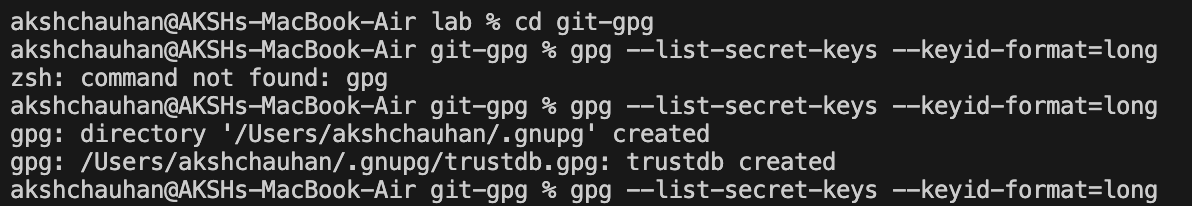 akshchauhan@AKSHs-MacBook-Air lab % cd git-gpg
akshchauhan@AKSHs-MacBook-Air git-gpg % gpg --list-secret-keys --keyid-format=long
zsh: command not found: gpg
akshchauhan@AKSHs-MacBook-Air git-gpg % gpg --list-secret-keys --keyid-format=long
gpg: directory '/Users/akshchauhan/.gnupg' created
gpg: /Users/akshchauhan/.gnupg/trustdb.gpg: trustdb created
akshchauhan@AKSHs-MacBook-Air git-gpg % gpg --list-secret-keys --keyid-format=long